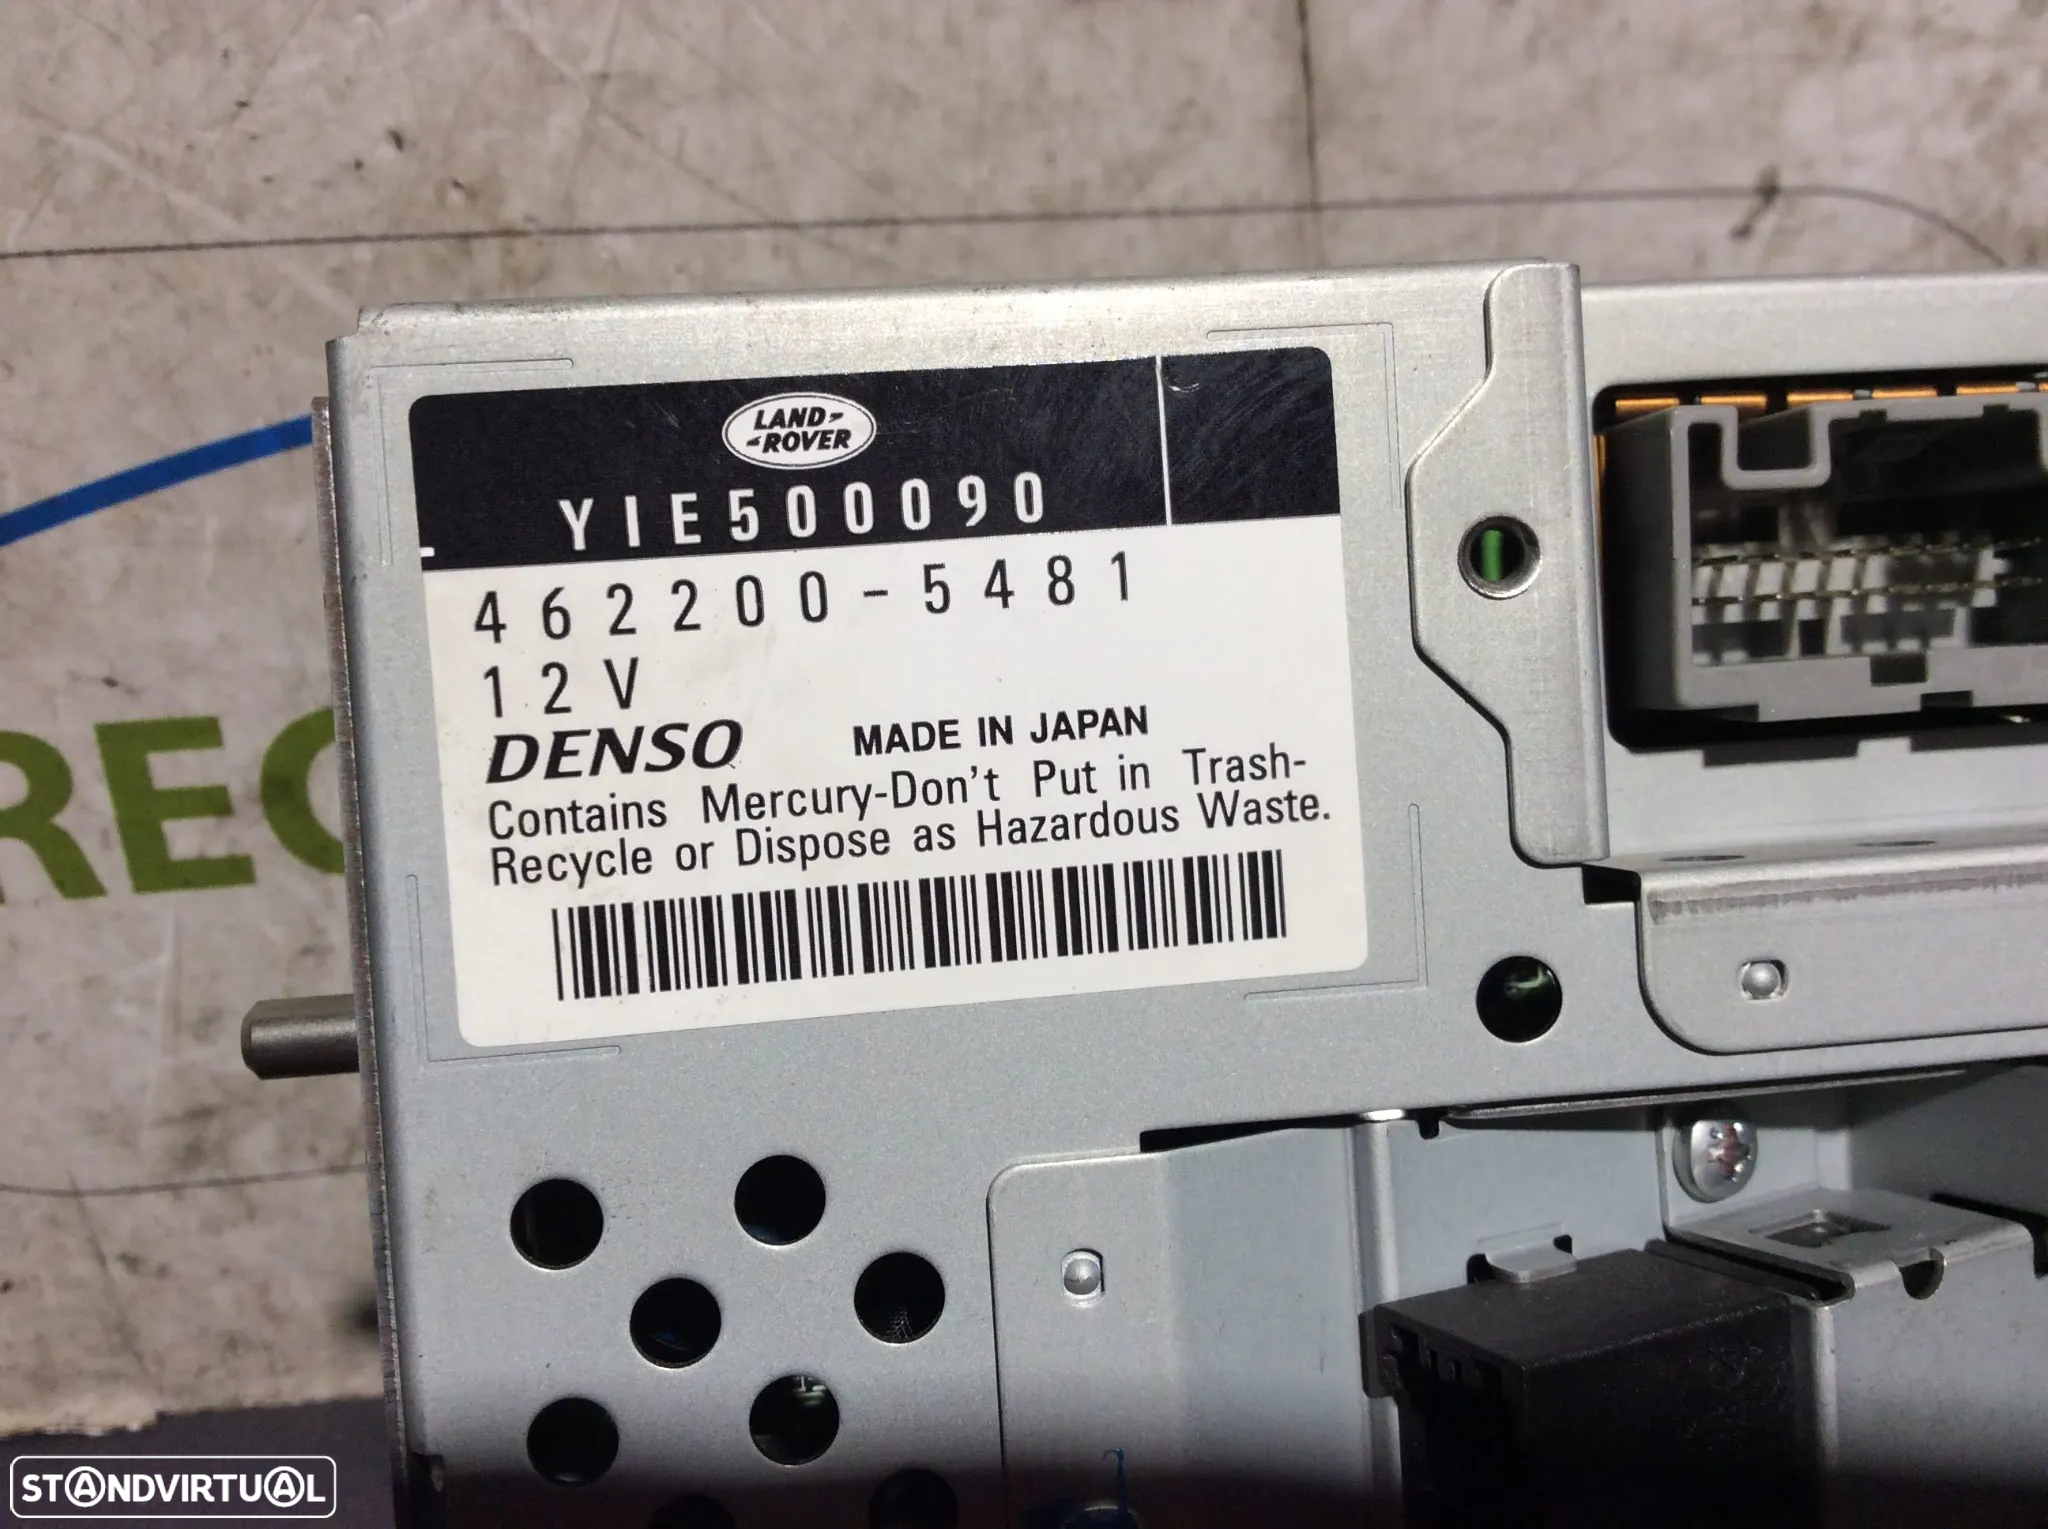 LAND
ROVER
YIE500090
462200-5481
12V
DENSO MADE IN JAPAN
Contains Mercury-Don't Put in Trash-
Recycle or Dispose as Hazardous Waste.
REC
STANDVIRTUAL